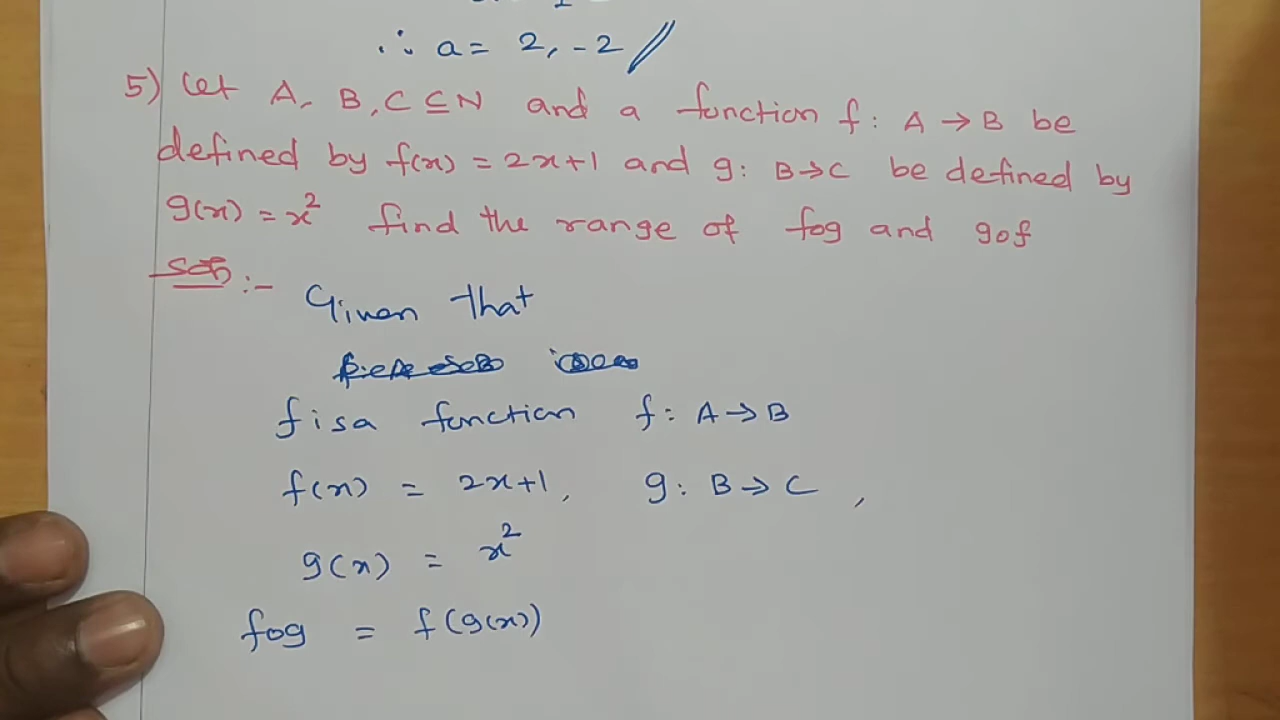 ∴ a = 2, -2 //
5) Let A, B, C ⊆ N and a function f: A → B be
defined by f(x) = 2x+1 and g: B→C be defined by
g(x) = x² find the range of fog and gof
Soln :-
Given that
f is a function f: A → B
f(x) = 2x+1, g: B → C,
g(x) = x²
fog = f(g(x))